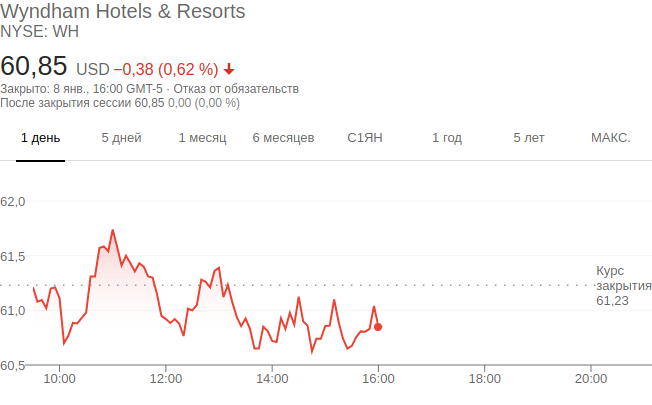 Wyndham Hotels & Resorts
NYSE: WH
60,85 USD −0,38 (0,62 %)
Закрыто: 8 янв., 16:00 GMT-5 · Отказ от обязательств
После закрытия сессии 60,85 0,00 (0,00 %)
1 день 5 дней 1 месяц 6 месяцев С1ЯН 1 год 5 лет МАКС.
62,0
61,5
Курс
закрытия
61,23
61,0
60,5
10:00 12:00 14:00 16:00 18:00 20:00